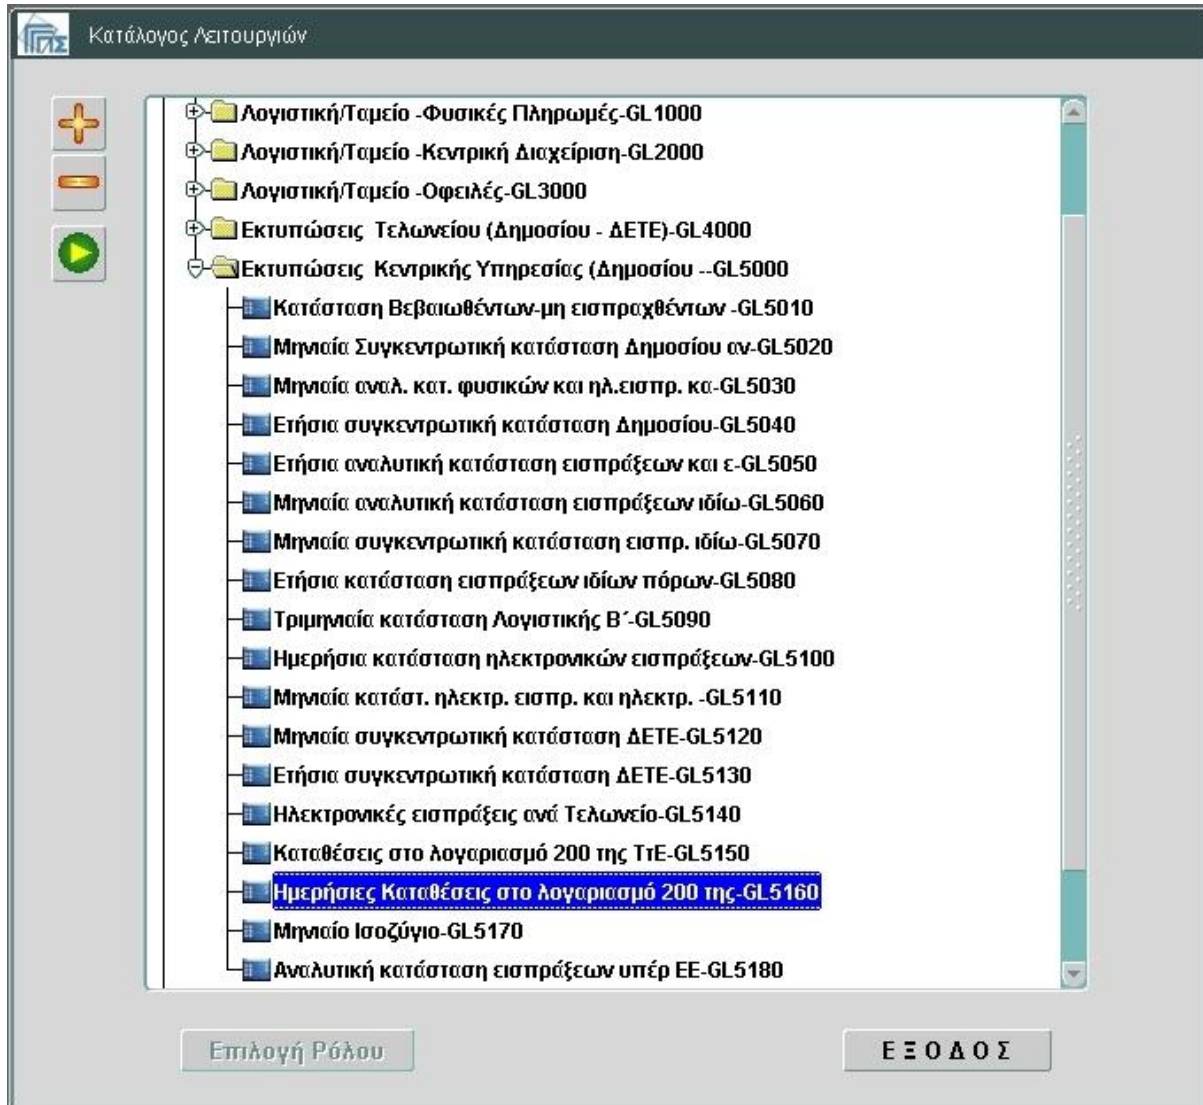 Κατάλογος Λειτουργιών
Λογιστική/Ταμείο -Φυσικές Πληρωμές-GL1000
Λογιστική/Ταμείο -Κεντρική Διαχείριση-GL2000
Λογιστική/Ταμείο -Οφειλές-GL3000
Εκτυπώσεις Τελωνείου (Δημοσίου - ΔΕΤΕ)-GL4000
Εκτυπώσεις Κεντρικής Υπηρεσίας (Δημοσίου --GL5000
Κατάσταση Βεβαιωθέντων-μη εισπραχθέντων -GL5010
Μηνιαία Συγκεντρωτική κατάσταση Δημοσίου αν-GL5020
Μηνιαία αναλ. κατ. φυσικών και ηλ.εισπρ. κα-GL5030
Ετήσια συγκεντρωτική κατάσταση Δημοσίου-GL5040
Ετήσια αναλυτική κατάσταση εισπράξεων και ε-GL5050
Μηνιαία αναλυτική κατάσταση εισπράξεων ιδίω-GL5060
Μηνιαία συγκεντρωτική κατάσταση εισπρ. ιδίω-GL5070
Ετήσια κατάσταση εισπράξεων ιδίων πόρων-GL5080
Τριμηνιαία κατάσταση Λογιστικής Β΄-GL5090
Ημερήσια κατάσταση ηλεκτρονικών εισπράξεων-GL5100
Μηνιαία κατάστ. ηλεκτρ. εισπρ. και ηλεκτρ. -GL5110
Μηνιαία συγκεντρωτική κατάσταση ΔΕΤΕ-GL5120
Ετήσια συγκεντρωτική κατάσταση ΔΕΤΕ-GL5130
Ηλεκτρονικές εισπράξεις ανά Τελωνείο-GL5140
Καταθέσεις στο λογαριασμό 200 της ΤτΕ-GL5150
Ημερήσιες Καταθέσεις στο λογαριασμό 200 της-GL5160
Μηνιαίο Ισοζύγιο-GL5170
Αναλυτική κατάσταση εισπράξεων υπέρ ΕΕ-GL5180
Επιλογή Ρόλου
Ε Ξ Ο Δ Ο Σ